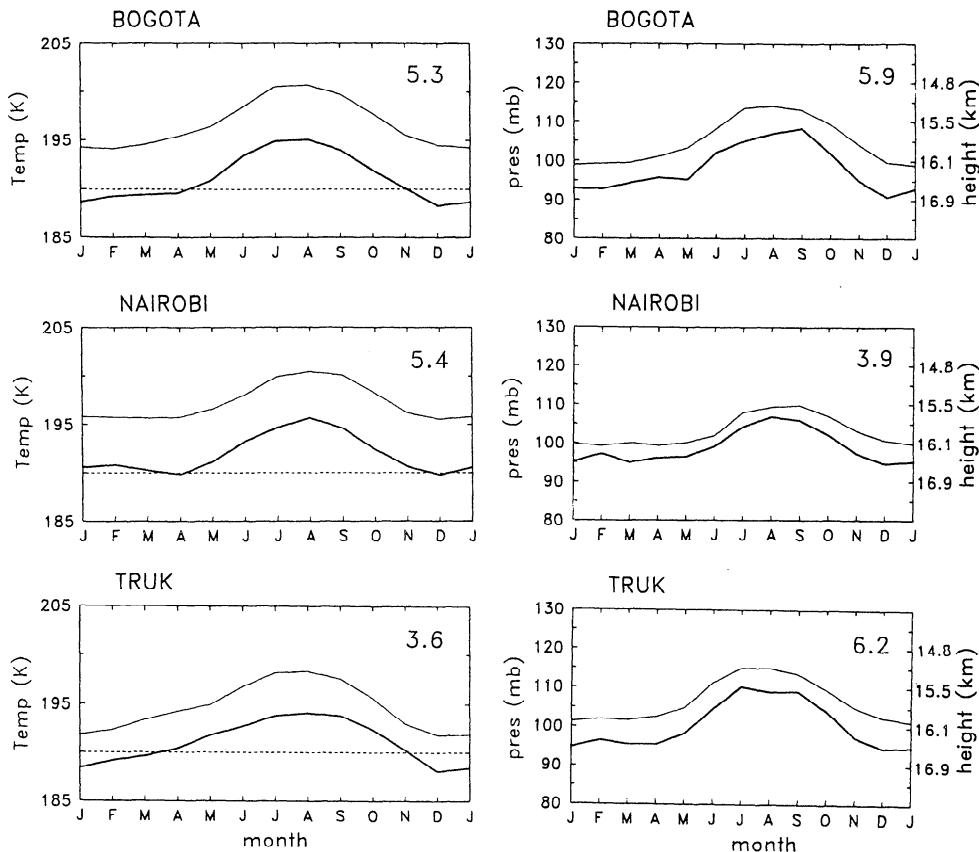 BOGOTA
205
195
185
Temp (K)
5.3
J F M A M J J A S O N D J
BOGOTA
130
120
110
100
90
80
pres (mb)
5.9
14.8
15.5
16.1
16.9
height (km)
J F M A M J J A S O N D J
NAIROBI
205
195
185
Temp (K)
5.4
J F M A M J J A S O N D J
NAIROBI
130
120
110
100
90
80
pres (mb)
3.9
14.8
15.5
16.1
16.9
height (km)
J F M A M J J A S O N D J
TRUK
205
195
185
Temp (K)
3.6
J F M A M J J A S O N D J
month
TRUK
130
120
110
100
90
80
pres (mb)
6.2
14.8
15.5
16.1
16.9
height (km)
J F M A M J J A S O N D J
month